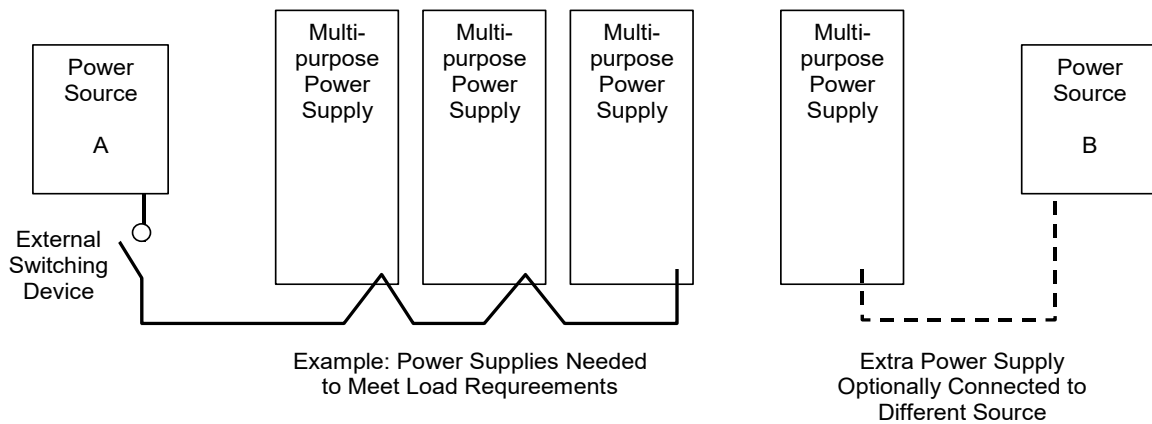 Power
Source
A
External
Switching
Device
Multi-
purpose
Power
Supply
Multi-
purpose
Power
Supply
Multi-
purpose
Power
Supply
Multi-
purpose
Power
Supply
Power
Source
B
Example: Power Supplies Needed
to Meet Load Requreements
Extra Power Supply
Optionally Connected to
Different Source